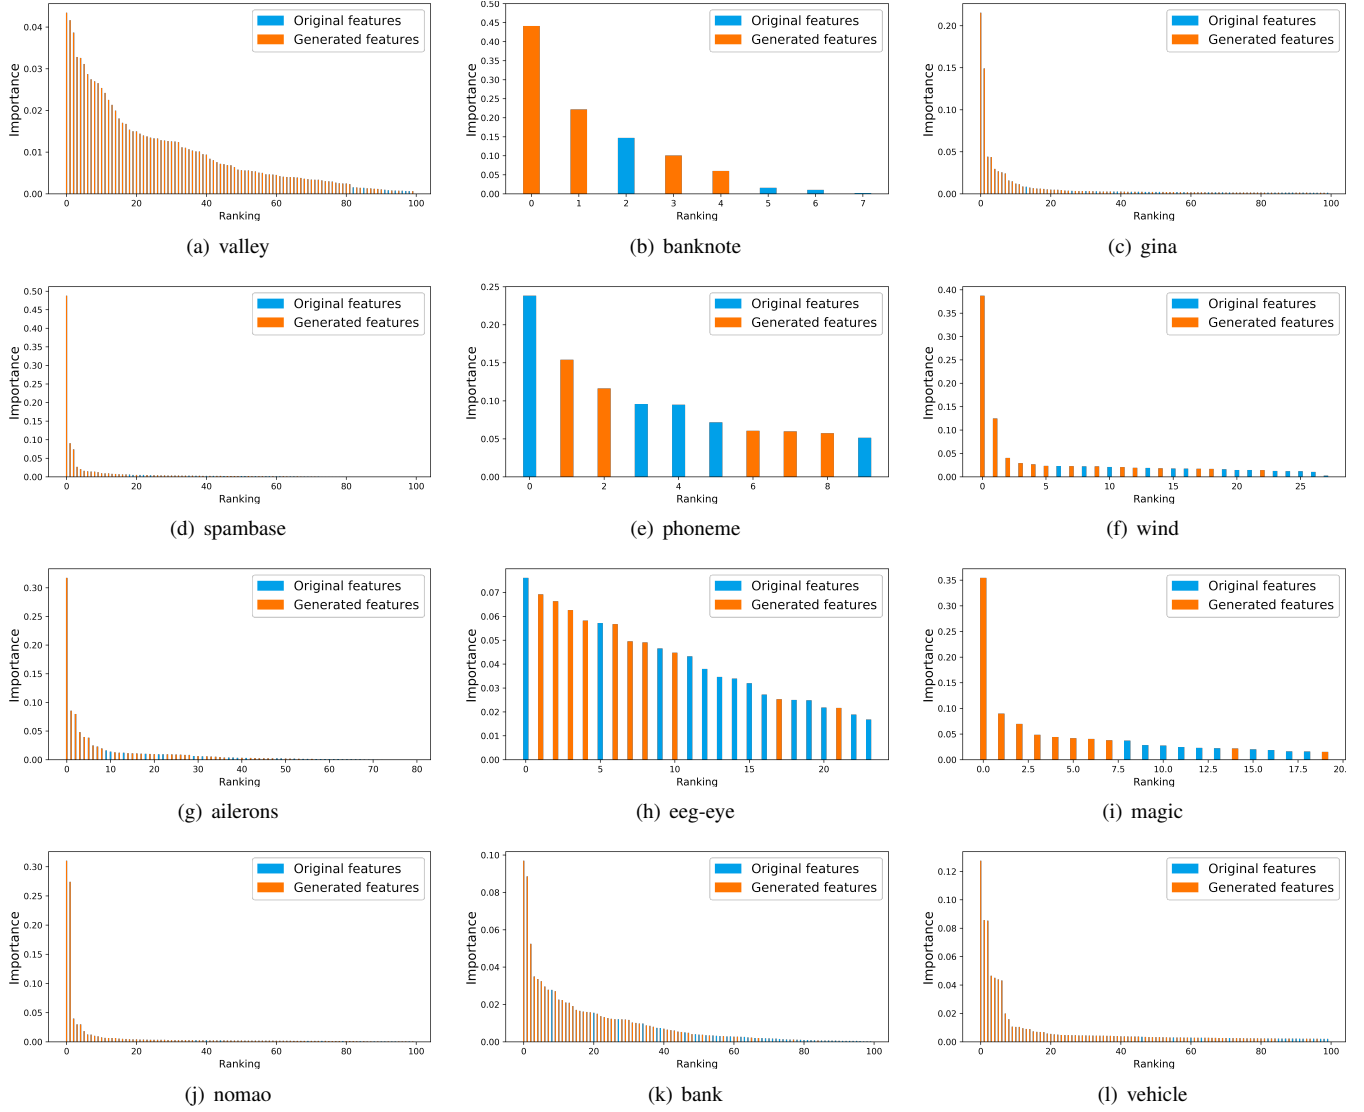 0.04
0.03
0.02
0.01
0.00
Importance
Original features
Generated features
0 20 40 60 80 100
Ranking
(a) valley
0.50
0.45
0.40
0.35
0.30
0.25
0.20
0.15
0.10
0.05
0.00
Importance
Original features
Generated features
0 1 2 3 4 5 6 7
Ranking
(b) banknote
0.20
0.15
0.10
0.05
0.00
Importance
Original features
Generated features
0 20 40 60 80 100
Ranking
(c) gina
0.50
0.45
0.40
0.35
0.30
0.25
0.20
0.15
0.10
0.05
0.00
Importance
Original features
Generated features
0 20 40 60 80 100
Ranking
(d) spambase
0.25
0.20
0.15
0.10
0.05
0.00
Importance
Original features
Generated features
0 2 4 6 8
Ranking
(e) phoneme
0.40
0.35
0.30
0.25
0.20
0.15
0.10
0.05
0.00
Importance
Original features
Generated features
0 5 10 15 20 25
Ranking
(f) wind
0.30
0.25
0.20
0.15
0.10
0.05
0.00
Importance
Original features
Generated features
0 10 20 30 40 50 60 70 80
Ranking
(g) ailerons
0.07
0.06
0.05
0.04
0.03
0.02
0.01
0.00
Importance
Original features
Generated features
0 5 10 15 20
Ranking
(h) eeg-eye
0.35
0.30
0.25
0.20
0.15
0.10
0.05
0.00
Importance
Original features
Generated features
0.0 2.5 5.0 7.5 10.0 12.5 15.0 17.5 20.
Ranking
(i) magic
0.30
0.25
0.20
0.15
0.10
0.05
0.00
Importance
Original features
Generated features
0 20 40 60 80 100
Ranking
(j) nomao
0.10
0.08
0.06
0.04
0.02
0.00
Importance
Original features
Generated features
0 20 40 60 80 100
Ranking
(k) bank
0.12
0.10
0.08
0.06
0.04
0.02
0.00
Importance
Original features
Generated features
0 20 40 60 80 100
Ranking
(l) vehicle